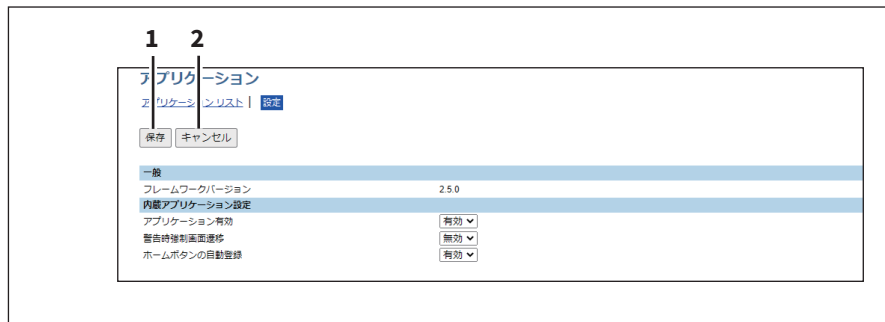 1 2
アプリケーション
アプリケーション リスト | 設定
保存 キャンセル
一般
フレームワークバージョン 2.5.0
内蔵アプリケーション設定
アプリケーション有効 有効
警告時強制画面遷移 無効
ホームボタンの自動登録 有効